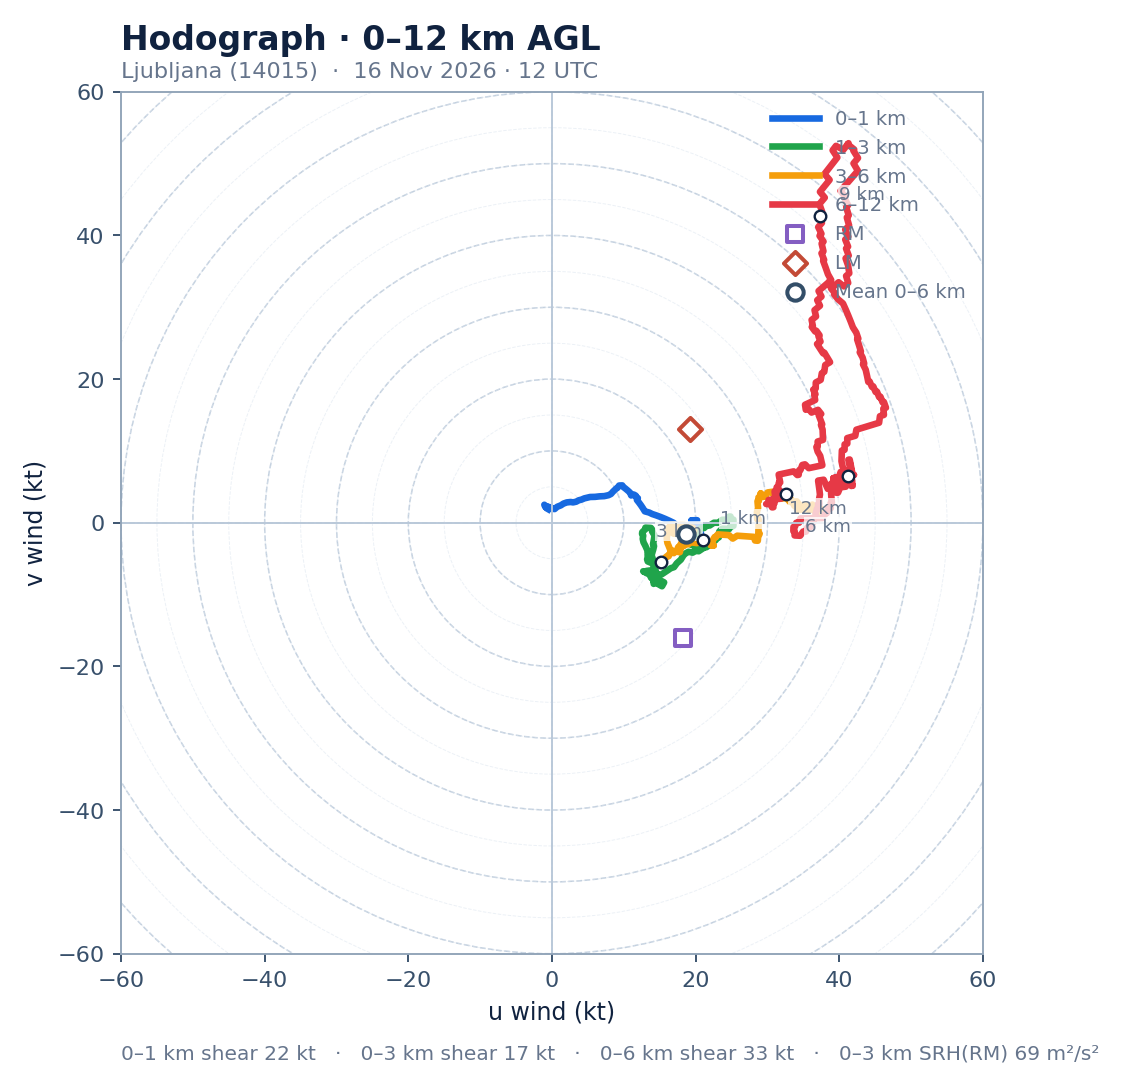 Hodograph · 0–12 km AGL
Ljubljana (14015) · 16 Nov 2026 · 12 UTC
60
40
20
0
−20
−40
−60
v wind (kt)
0–1 km
1–3 km
3–6 km
9 km
6–12 km
RM
LM
Mean 0–6 km
12 km
1 km
6 km
3 km
−60
−40
−20
0
20
40
60
u wind (kt)
0–1 km shear 22 kt · 0–3 km shear 17 kt · 0–6 km shear 33 kt · 0–3 km SRH(RM) 69 m²/s²